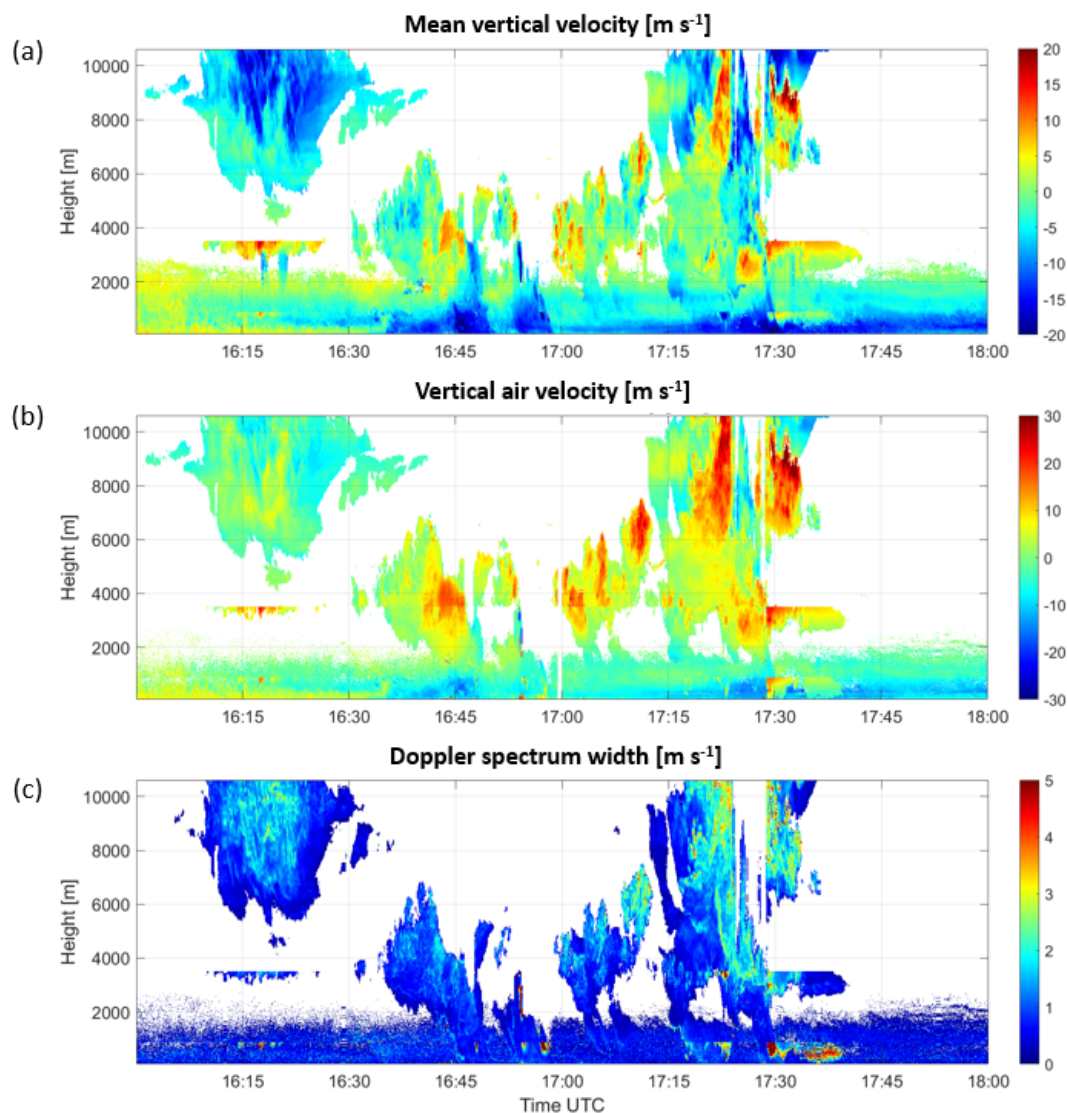 Mean vertical velocity [m s-1]
(a)
10000
8000
6000
4000
2000
Height [m]
16:15 16:30 16:45 17:00 17:15 17:30 17:45 18:00
20
15
10
5
0
-5
-10
-15
-20
Vertical air velocity [m s-1]
(b)
10000
8000
6000
4000
2000
Height [m]
16:15 16:30 16:45 17:00 17:15 17:30 17:45 18:00
30
20
10
0
-10
-20
-30
Doppler spectrum width [m s-1]
(c)
10000
8000
6000
4000
2000
Height [m]
16:15 16:30 16:45 17:00 17:15 17:30 17:45 18:00
Time UTC
5
4
3
2
1
0